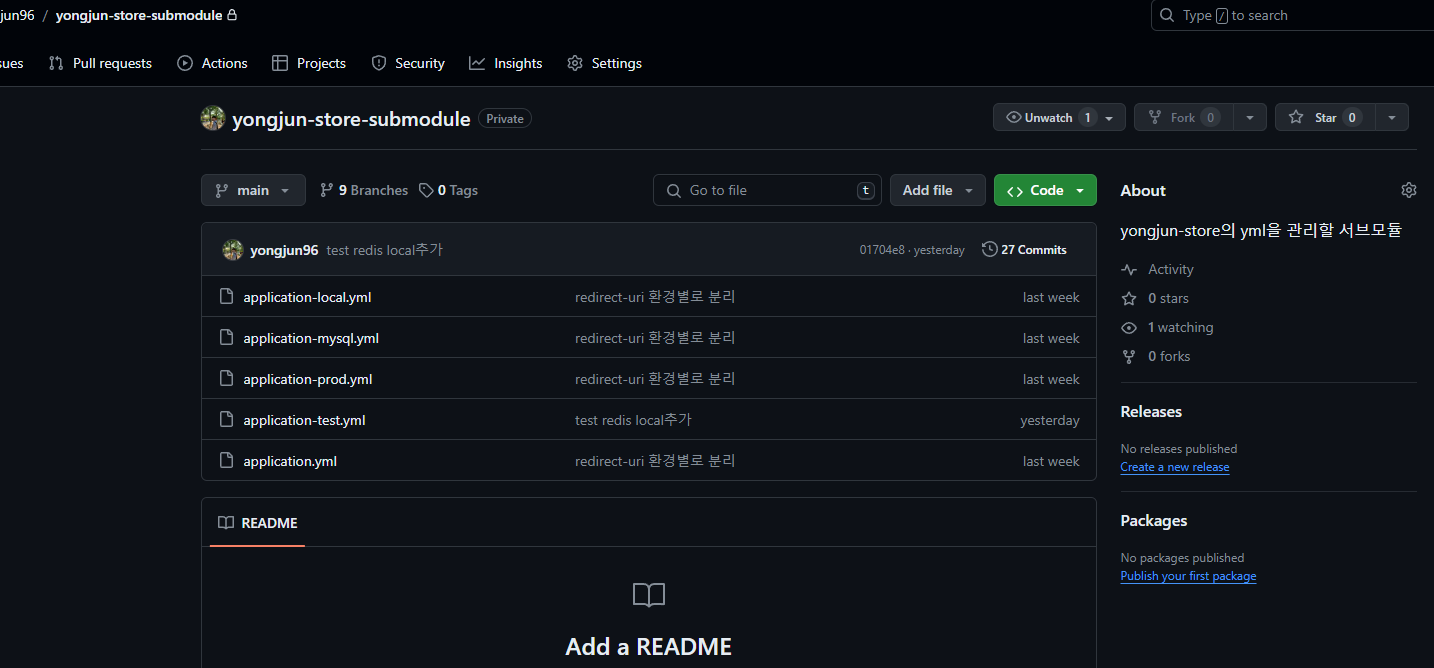 jun96 / yongjun-store-submodule
Type / to search
sues Pull requests Actions Projects Security Insights Settings
yongjun-store-submodule Private
Unwatch 1 Fork 0 Star 0
main 9 Branches 0 Tags Go to file t Add file Code
yongjun96 test redis local추가 01704e8 · yesterday 27 Commits
application-local.yml redirect-uri 환경별로 분리 last week
application-mysql.yml redirect-uri 환경별로 분리 last week
application-prod.yml redirect-uri 환경별로 분리 last week
application-test.yml test redis local추가 yesterday
application.yml redirect-uri 환경별로 분리 last week
README
Add a README
About
yongjun-store의 yml을 관리할 서브모듈
Activity
0 stars
1 watching
0 forks
Releases
No releases published
Create a new release
Packages
No packages published
Publish your first package